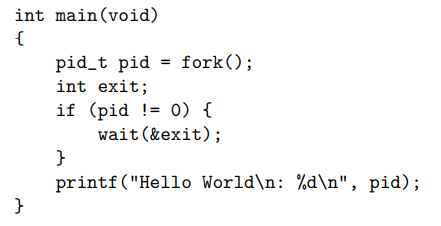 int main(void)
{
    pid_t pid = fork();
    int exit;
    if (pid != 0) {
        wait(&exit);
    }
    printf("Hello World\n: %d\n", pid);
}